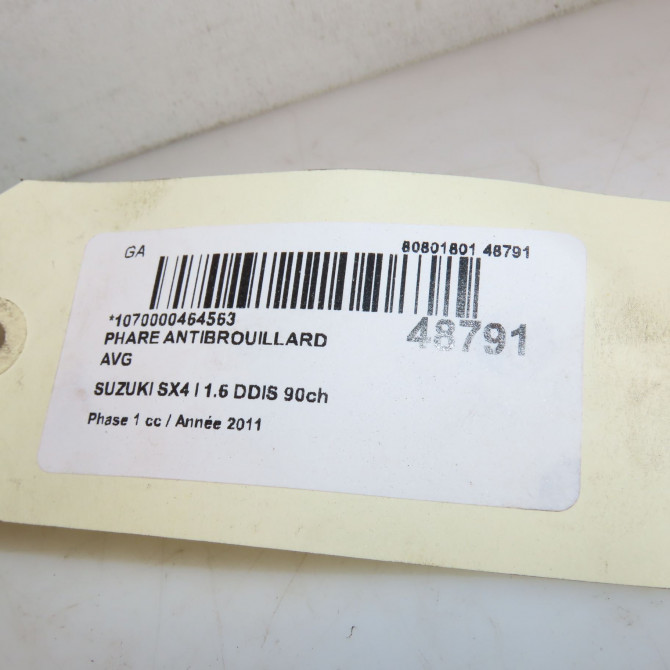 GA 80801801 48791
*1070000464563
48791
PHARE ANTIBROUILLARD
AVG
SUZUKI SX4 I 1.6 DDIS 90ch
Phase 1 cc / Année 2011